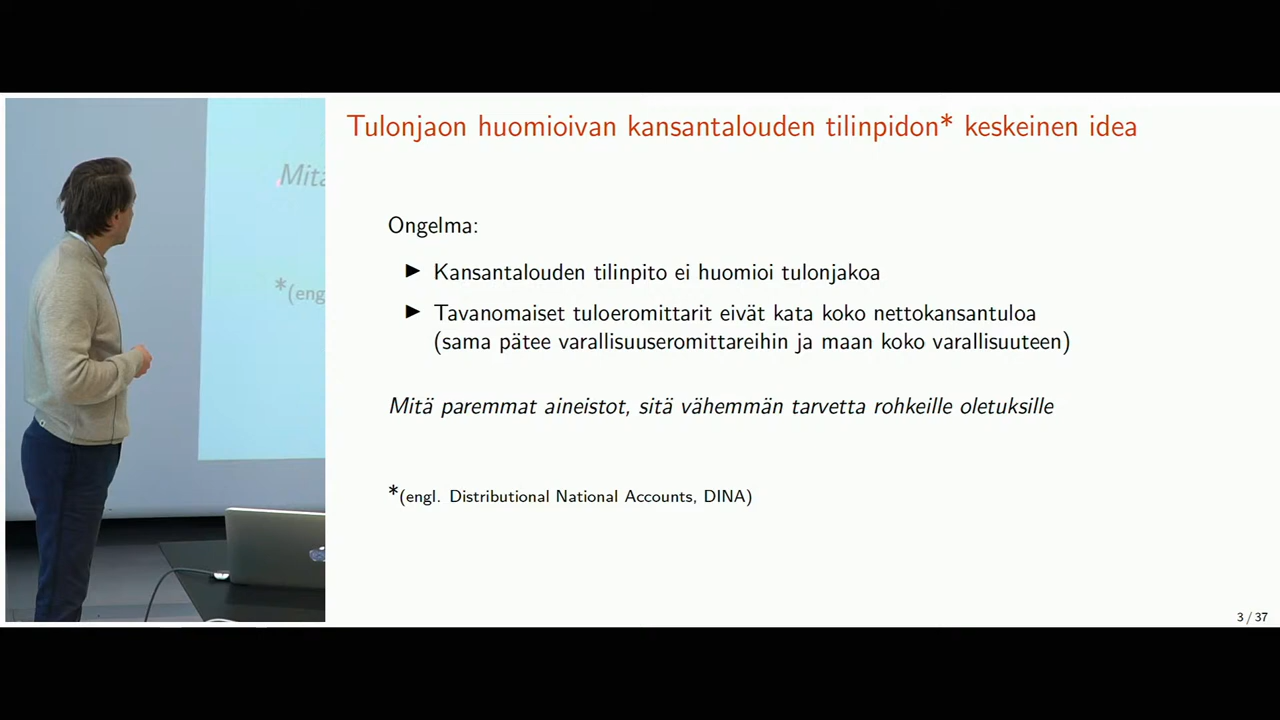 Tulonjaon huomioivan kansantalouden tilinpidon* keskeinen idea
Ongelma:
► Kansantalouden tilinpito ei huomioi tulonjakoa
► Tavanomaiset tuloeromittarit eivät kata koko nettokansantuloa
(sama pätee varallisuuseromittareihin ja maan koko varallisuuteen)
Mitä paremmat aineistot, sitä vähemmän tarvetta rohkeille oletuksille
*(engl. Distributional National Accounts, DINA)
3 / 37
Mitä
*(eng